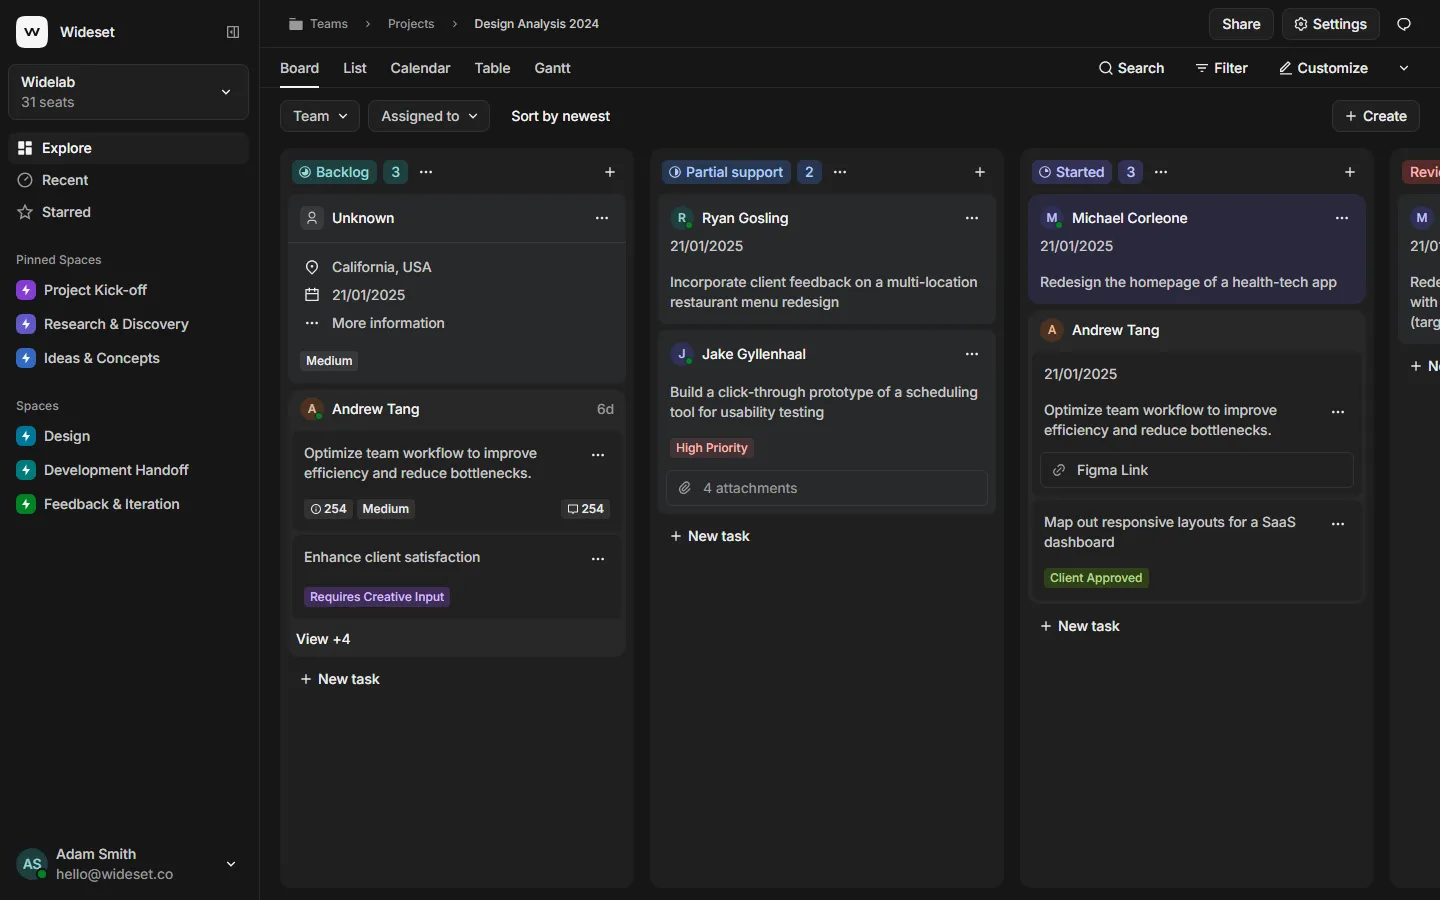 W
Wideset
Widelab
31 seats
Explore
Recent
Starred
Pinned Spaces
Project Kick-off
Research & Discovery
Ideas & Concepts
Spaces
Design
Development Handoff
Feedback & Iteration
AS
Adam Smith
hello@wideset.co
Teams
Projects
Design Analysis 2024
Share
Settings
Board
List
Calendar
Table
Gantt
Search
Filter
Customize
Team
Assigned to
Sort by newest
Create
Backlog
3
Unknown
California, USA
21/01/2025
More information
Medium
A
Andrew Tang
6d
Optimize team workflow to improve
efficiency and reduce bottlenecks.
254
Medium
254
Enhance client satisfaction
Requires Creative Input
View +4
New task
Partial support
2
R
Ryan Gosling
21/01/2025
Incorporate client feedback on a multi-location
restaurant menu redesign
J
Jake Gyllenhaal
Build a click-through prototype of a scheduling
tool for usability testing
High Priority
4 attachments
New task
Started
3
M
Michael Corleone
21/01/2025
Redesign the homepage of a health-tech app
A
Andrew Tang
21/01/2025
Optimize team workflow to improve
efficiency and reduce bottlenecks.
Figma Link
Map out responsive layouts for a SaaS
dashboard
Client Approved
New task
M
with